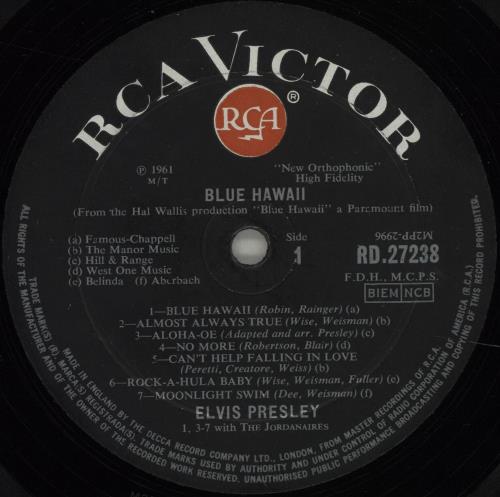 RCA VICTOR
RCA ®
℗ 1961
M/T
"New Orthophonic"
High Fidelity
BLUE HAWAII
(From the Hal Wallis production "Blue Hawaii" a Paramount film)
(a) Famous-Chappell
(b) The Manor Music
(c) Hill & Range
(d) West One Music
(e) Belinda (f) Aberbach
Side
1
M2PP-2996
RD.27238
F.D.H., M.C.P.S.
BIEM NCB
1—BLUE HAWAII (Robin, Rainger) (a)
2—ALMOST ALWAYS TRUE (Wise, Weisman) (b)
3—ALOHA-OE (Adapted and arr. Presley) (c)
4—NO MORE (Robertson, Blair) (d)
5—CAN'T HELP FALLING IN LOVE
(Peretti, Creatore, Weiss) (b)
6—ROCK-A-HULA BABY (Wise, Weisman, Fuller) (e)
7—MOONLIGHT SWIM (Dee, Weisman) (f)
ELVIS PRESLEY
1, 3-7 with The Jordanaires
MADE IN ENGLAND BY THE DECCA RECORD COMPANY LTD., LONDON, FROM MASTER RECORDINGS OF R.C.A.
TRADE MARK(S) (R.) MARCA(S) REGISTRADA(S), TRADE MARKS USED BY AUTHORITY AND UNDER CONTROL OF RADIO CORPORATION OF AMERICA (R.C.A.)
ALL RIGHTS OF THE MANUFACTURER AND OF THE OWNER OF THE RECORDED WORK RESERVED. UNAUTHORISED PUBLIC PERFORMANCE BROADCASTING AND COPYING OF THIS RECORD PROHIBITED.